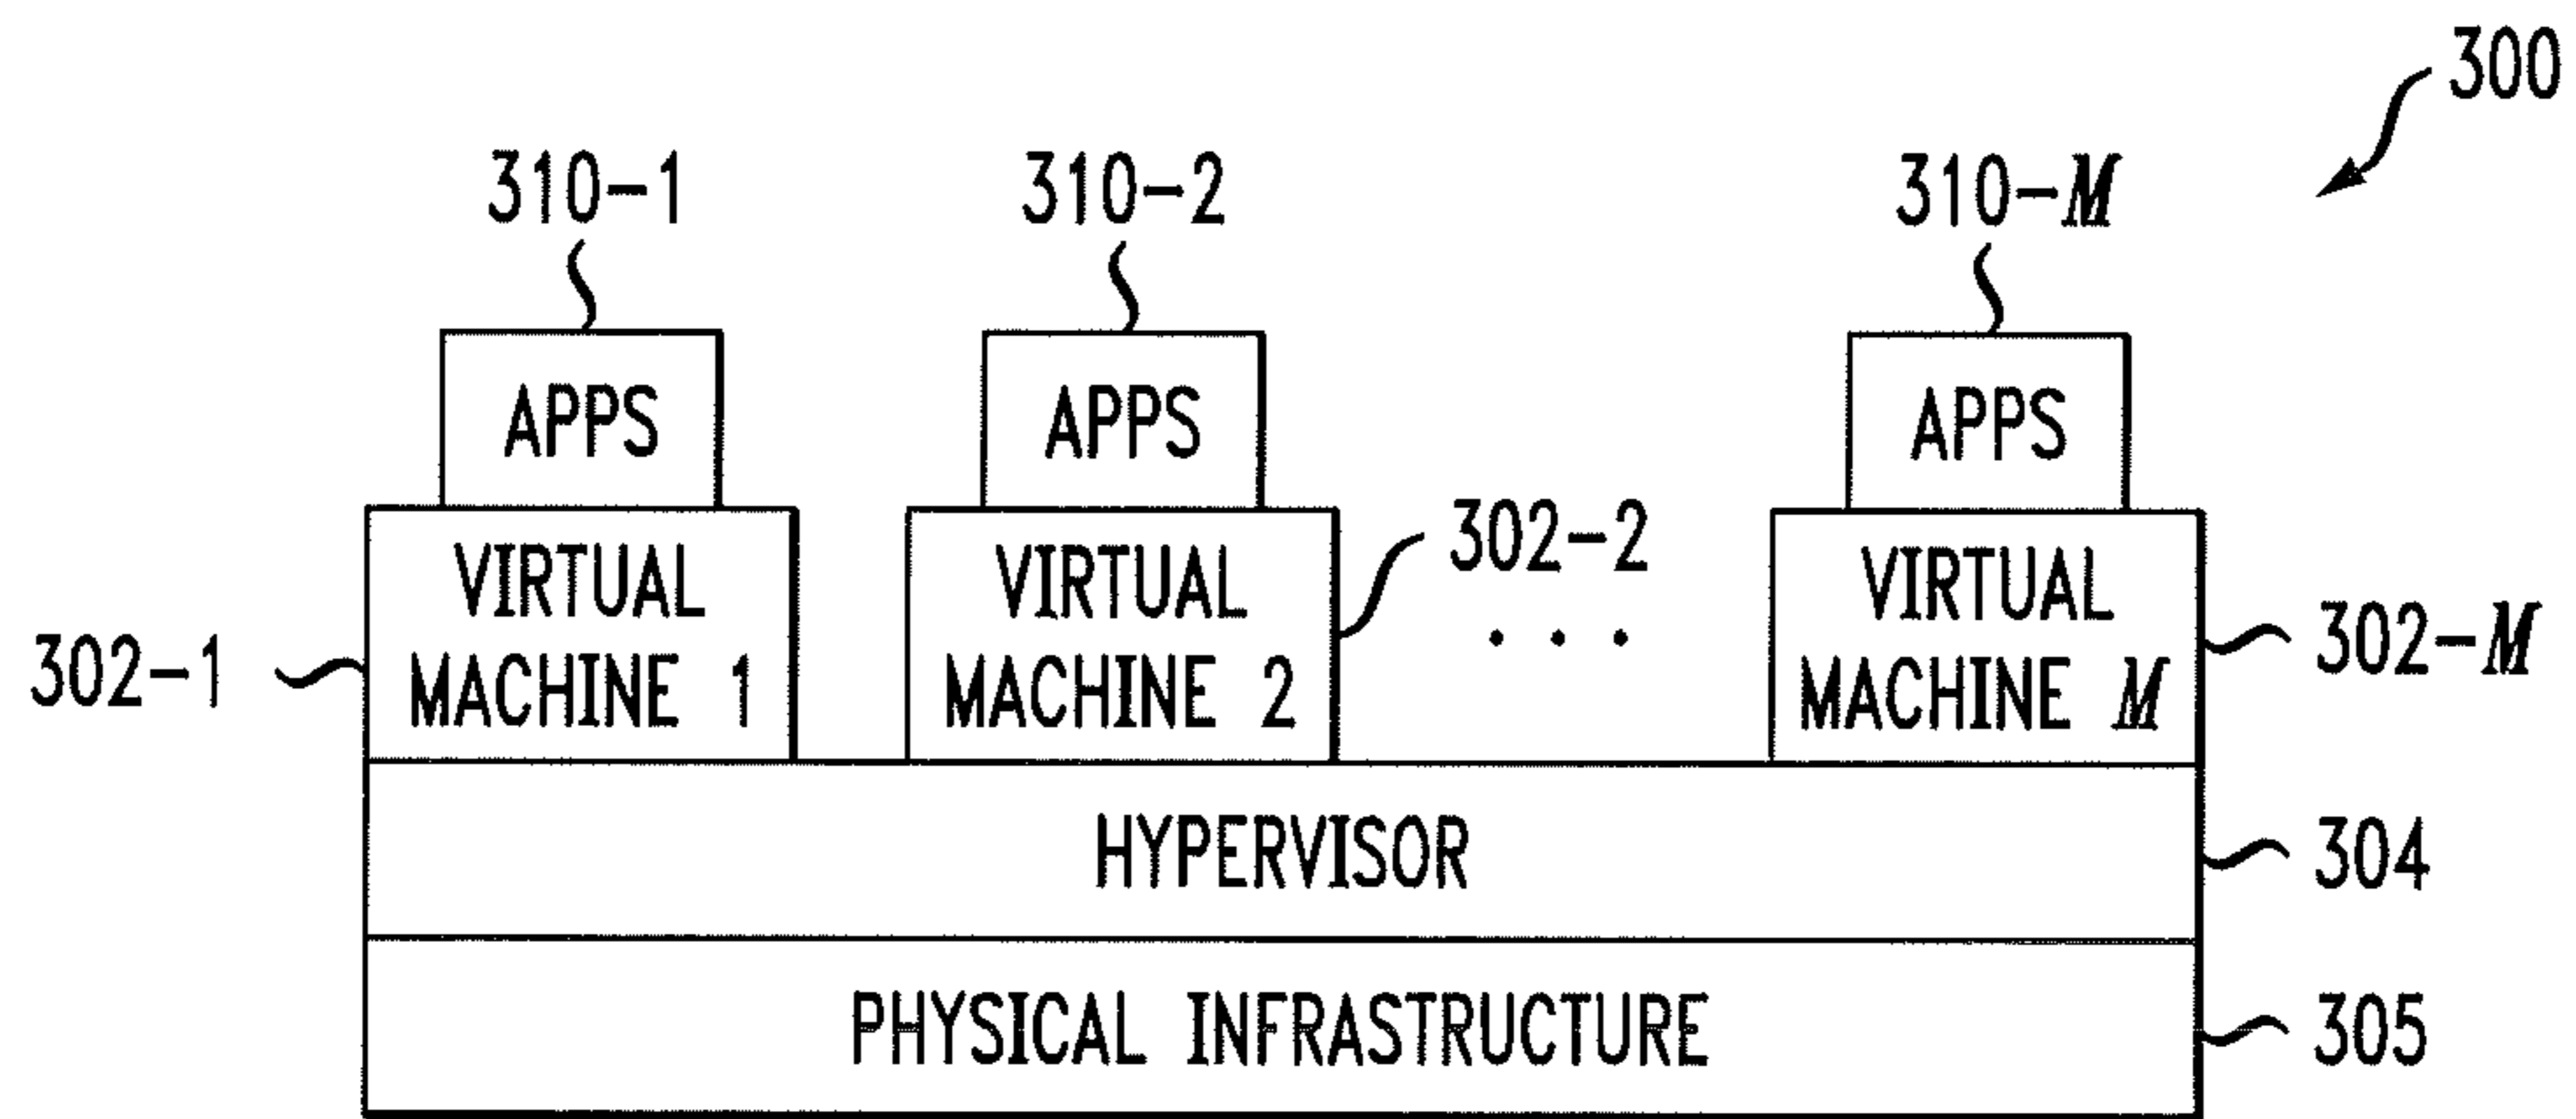 300
310-1 310-2 310-M
APPS APPS APPS
302-2
VIRTUAL VIRTUAL VIRTUAL
MACHINE 1 MACHINE 2 . . . MACHINE M
302-1 302-M
HYPERVISOR 304
PHYSICAL INFRASTRUCTURE 305